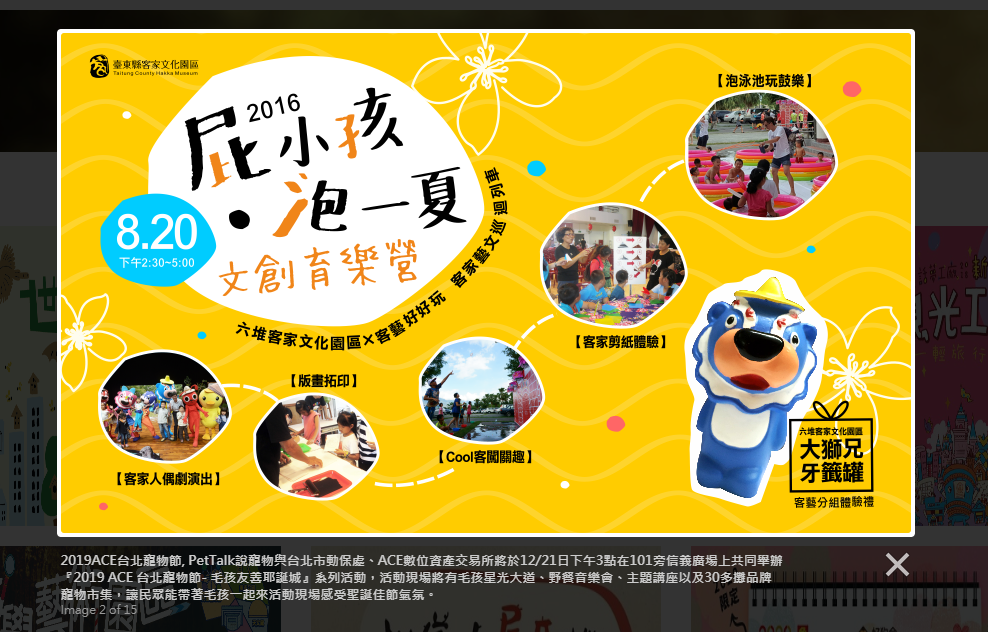 臺東縣客家文化園區
Taitung County Hakka Museum
2016
屁小孩
・泡一夏
8.20
下午2:30~5:00
文創育樂營
六堆客家文化園區×客藝好好玩 客家藝文巡迴列車
【泡泳池玩鼓樂】
【客家剪紙體驗】
【版畫拓印】
【Cool客闖關趣】
【客家人偶劇演出】
六堆客家文化園區
大獅兄
牙籤罐
客藝分組體驗禮
2019ACE台北寵物節, PetTalk說寵物與台北市動保處、ACE數位資產交易所將於12/21日下午3點在101旁信義廣場上共同舉辦
『2019 ACE 台北寵物節- 毛孩友善耶誕城』系列活動，活動現場將有毛孩星光大道、野餐音樂會、主題講座以及30多攤品牌
寵物市集，讓民眾能帶著毛孩一起來活動現場感受聖誕佳節氣氛。
Image 2 of 15
世
觀光工
輕旅行
學藝
限定